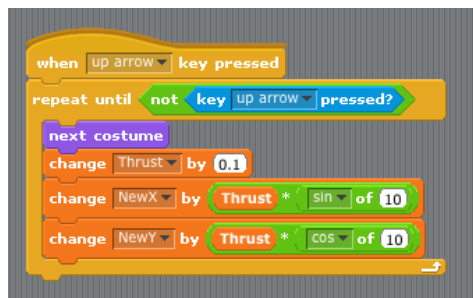 when up arrow key pressed
repeat until not key up arrow pressed?
next costume
change Thrust by 0.1
change NewX by Thrust * sin of 10
change NewY by Thrust * cos of 10